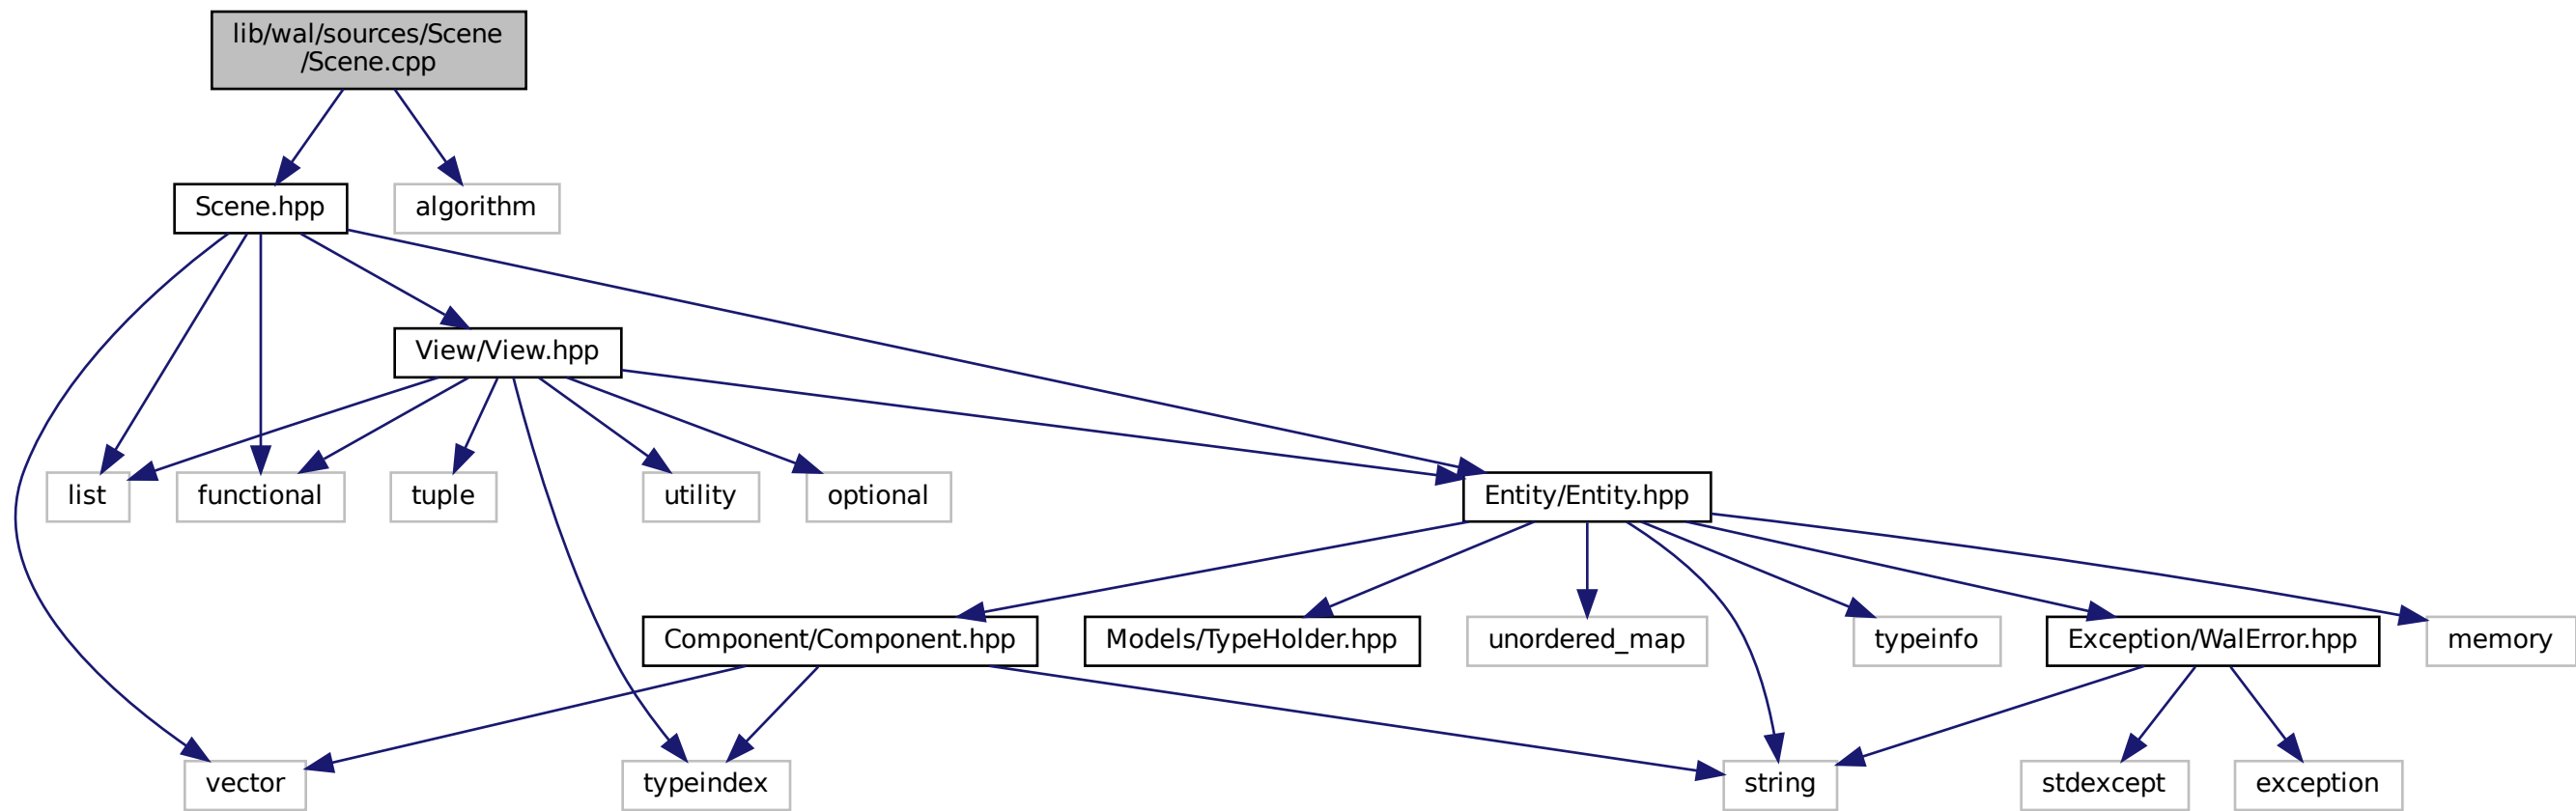 lib/wal/sources/Scene
/Scene.cpp
Scene.hpp
algorithm
View/View.hpp
list
functional
tuple
utility
optional
Entity/Entity.hpp
Component/Component.hpp
Models/TypeHolder.hpp
unordered_map
typeinfo
Exception/WalError.hpp
memory
vector
typeindex
string
stdexcept
exception